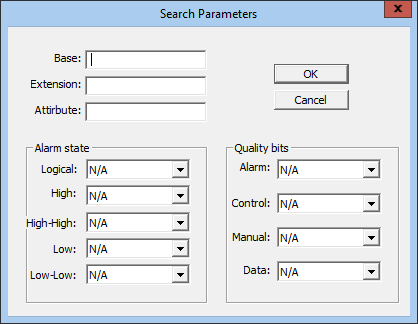 Search Parameters
Base:
Extension:
Attirbute:
OK
Cancel
Alarm state
Logical: N/A
High: N/A
High-High: N/A
Low: N/A
Low-Low: N/A
Quality bits
Alarm: N/A
Control: N/A
Manual: N/A
Data: N/A